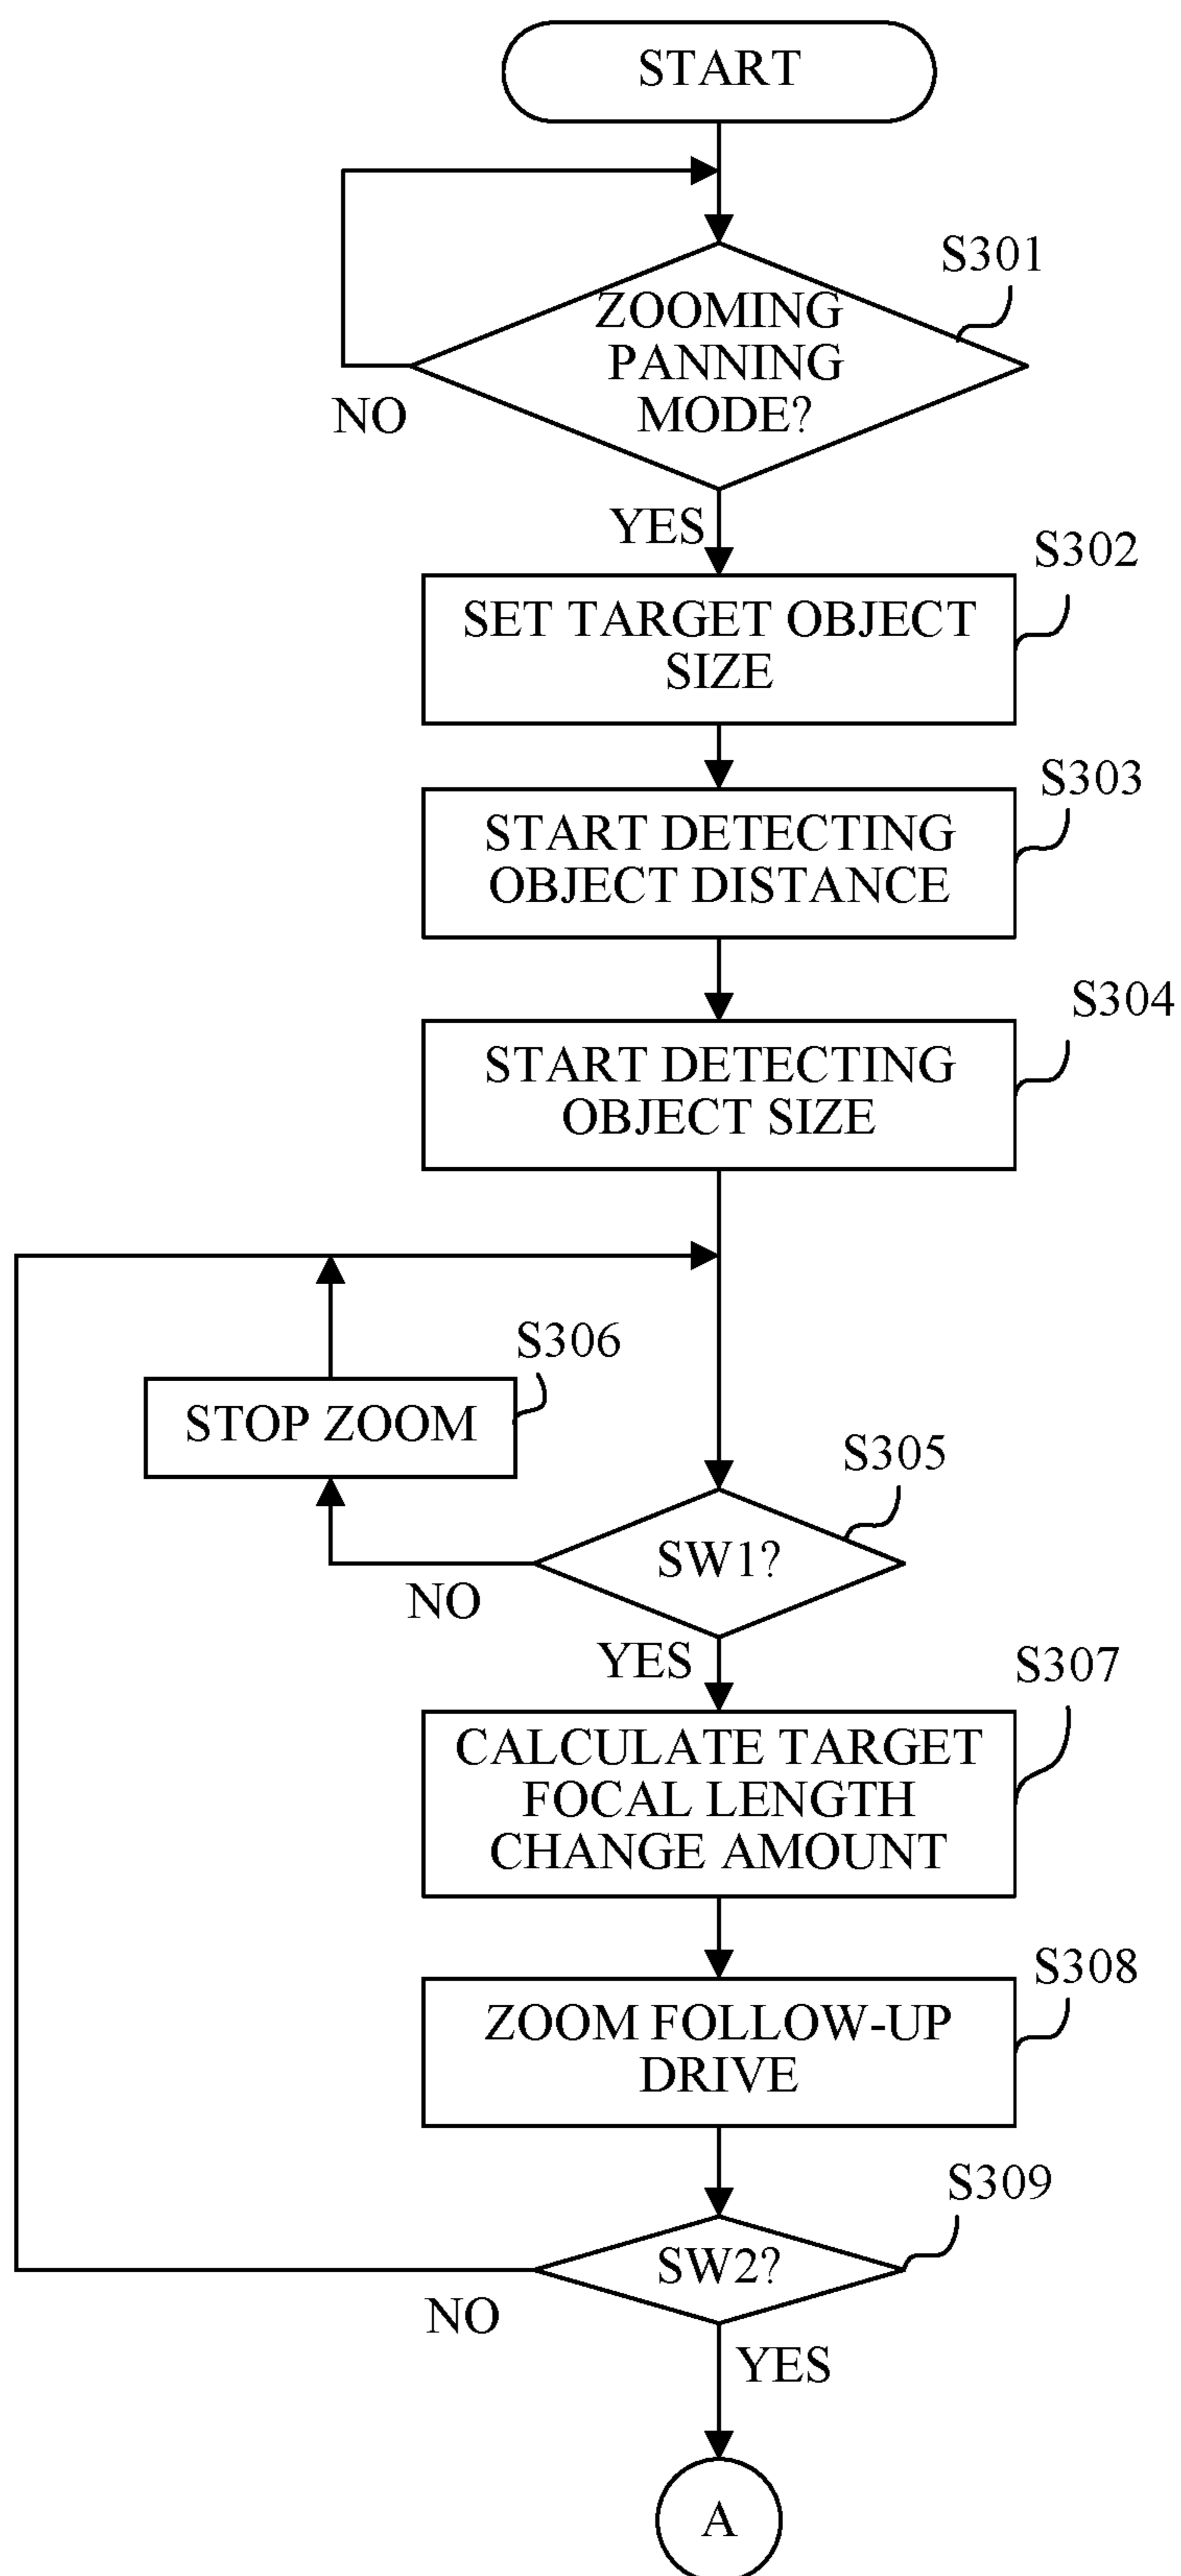 START
S301
ZOOMING
PANNING
MODE?
NO
YES
S302
SET TARGET OBJECT
SIZE
S303
START DETECTING
OBJECT DISTANCE
S304
START DETECTING
OBJECT SIZE
S306
STOP ZOOM
S305
SW1?
NO
YES
S307
CALCULATE TARGET
FOCAL LENGTH
CHANGE AMOUNT
S308
ZOOM FOLLOW-UP
DRIVE
S309
SW2?
NO
YES
A